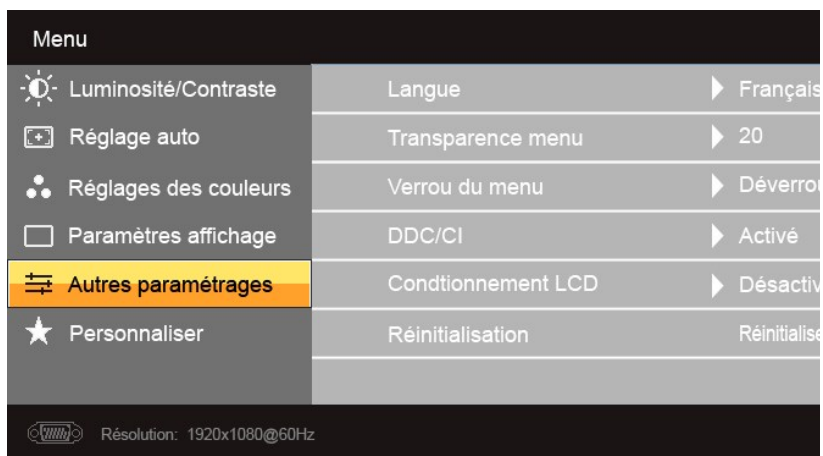 Menu
Luminosité/Contraste
Réglage auto
Réglages des couleurs
Paramètres affichage
Autres paramétrages
Personnaliser
Langue Français
Transparence menu 20
Verrou du menu
DDC/CI Activé
Condtionnement LCD
Réinitialisation
Résolution: 1920x1080@60Hz